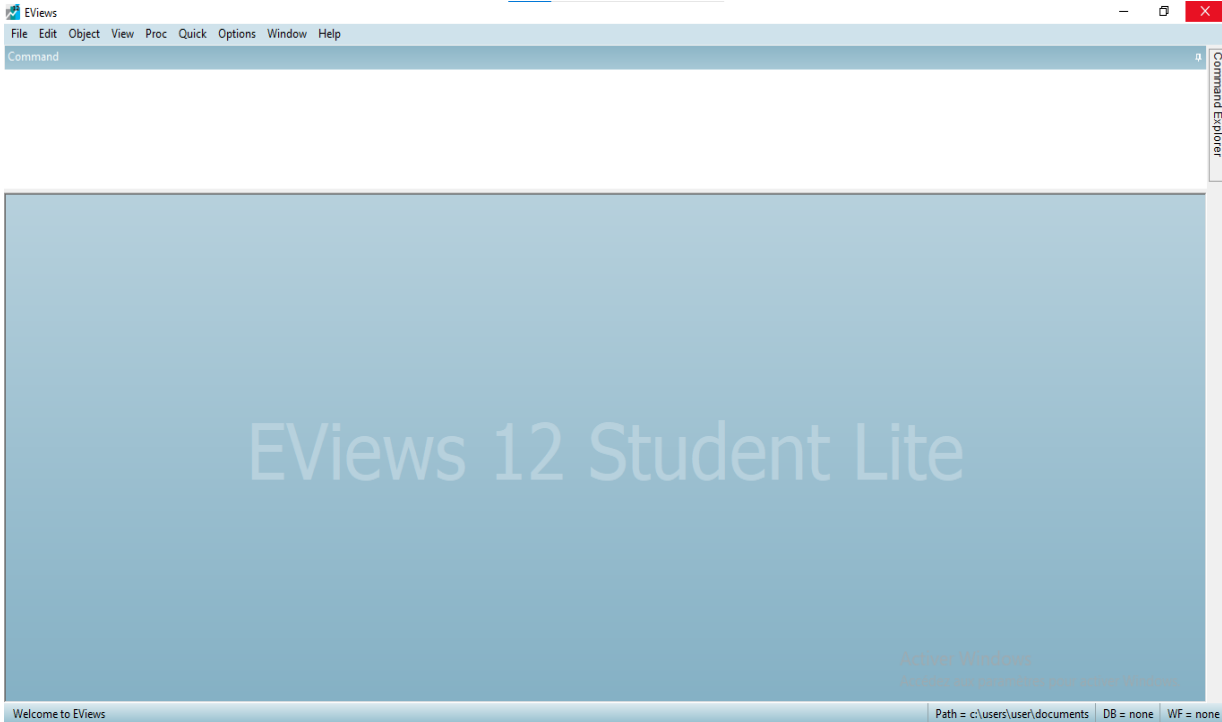 EViews
File Edit Object View Proc Quick Options Window Help
Command
Command Explorer
EViews 12 Student Lite
Welcome to EViews Path = c:\users\user\documents DB = none WF = none